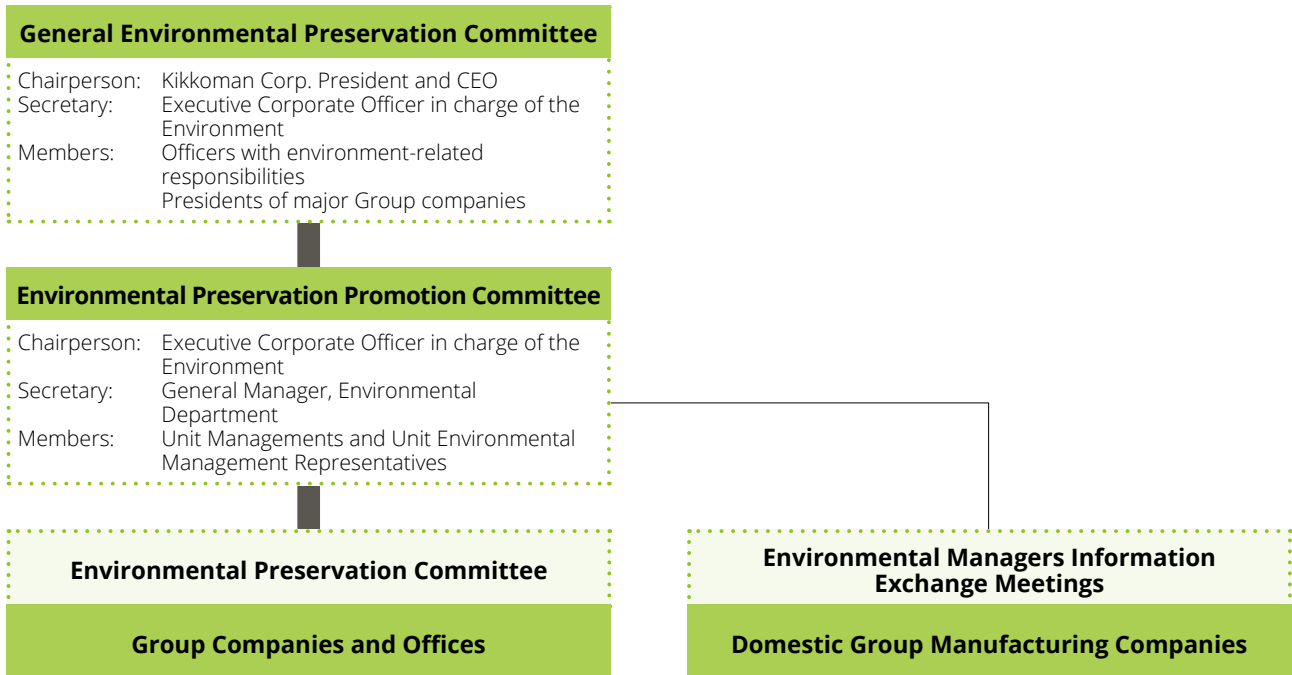 General Environmental Preservation Committee
Chairperson: Kikkoman Corp. President and CEO
Secretary: Executive Corporate Officer in charge of the
Environment
Members: Officers with environment-related
responsibilities
Presidents of major Group companies
Environmental Preservation Promotion Committee
Chairperson: Executive Corporate Officer in charge of the
Environment
Secretary: General Manager, Environmental
Department
Members: Unit Managements and Unit Environmental
Management Representatives
Environmental Preservation Committee
Group Companies and Offices
Environmental Managers Information
Exchange Meetings
Domestic Group Manufacturing Companies